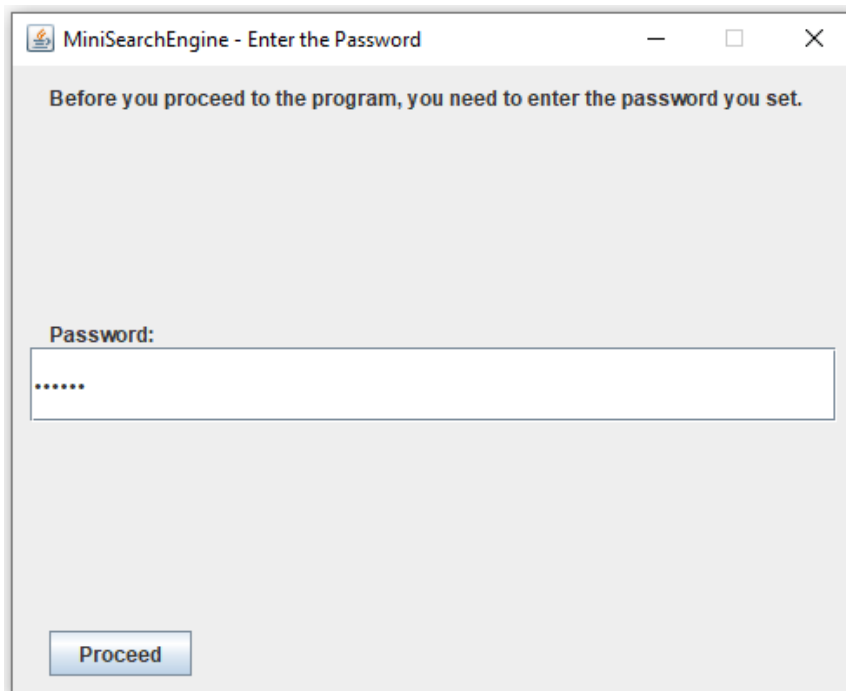 MiniSearchEngine - Enter the Password
Before you proceed to the program, you need to enter the password you set.
Password:
••••••
Proceed